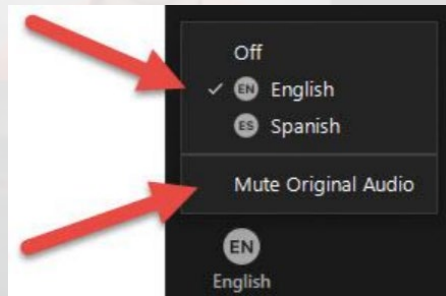 Off
EN English
ES Spanish
Mute Original Audio
EN
English